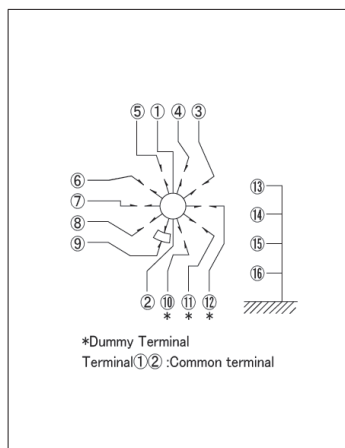 ⑤ ① ④ ③
⑥
⑦
⑧
⑨
② ⑩ ⑪ ⑫
* * *
⑬
⑭
⑮
⑯
*Dummy Terminal
Terminal①② :Common terminal